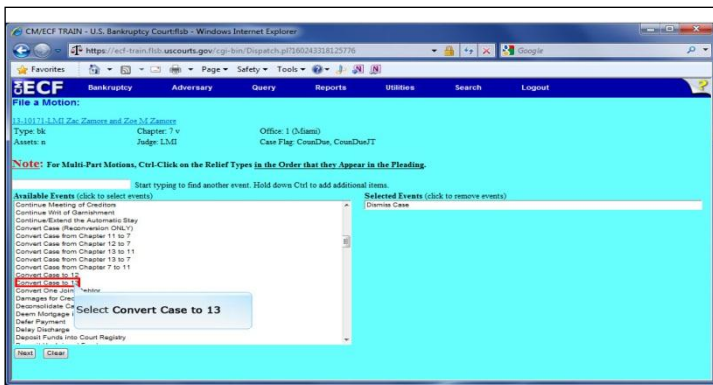 CM/ECF TRAIN - U.S. Bankruptcy Court:flsb - Windows Internet Explorer
https://ecf-train.flsb.uscourts.gov/cgi-bin/Dispatch.pl?160243318125776
Google
Favorites Page Safety Tools
ECF Bankruptcy Adversary Query Reports Utilities Search Logout ?
File a Motion:
13-10171-LMI Zac Zamore and Zoe M Zamore
Type: bk Chapter: 7 v Office: 1 (Miami)
Assets: n Judge: LMI Case Flag: CounDue, CounDueJT
Note: For Multi-Part Motions, Ctrl-Click on the Relief Types in the Order that they Appear in the Pleading.
Start typing to find another event. Hold down Ctrl to add additional items.
Available Events (click to select events) Selected Events (click to remove events)
Continue Meeting of Creditors Dismiss Case
Continue Writ of Garnishment
Continue/Extend the Automatic Stay
Convert Case (Reconversion ONLY)
Convert Case from Chapter 11 to 7
Convert Case from Chapter 12 to 7
Convert Case from Chapter 13 to 11
Convert Case from Chapter 13 to 7
Convert Case from Chapter 7 to 11
Convert Case to 12
Convert Case to 13
Convert One Join
Damages for Cred
Deconsolidate Ca
Deem Mortgage
Select Convert Case to 13
Defer Payment
Delay Discharge
Deposit Funds into Court Registry
Next Clear